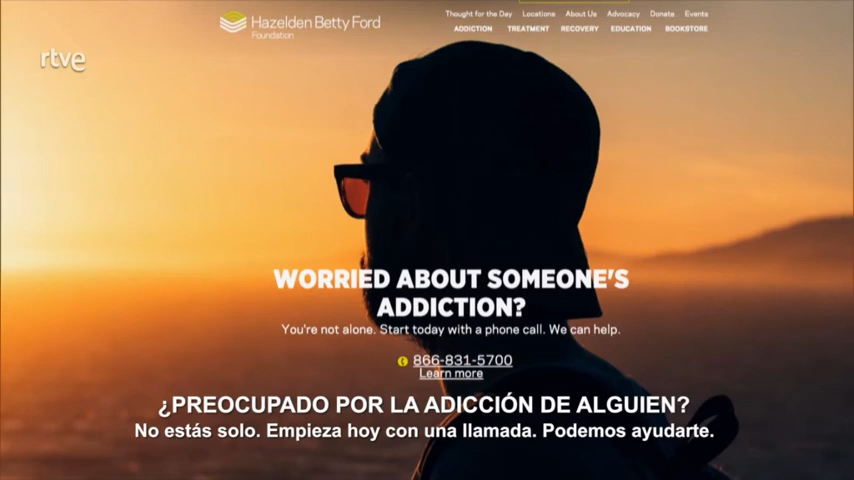 Hazelden Betty Ford
Foundation
Thought for the Day Locations About Us Advocacy Donate Events
ADDICTION TREATMENT RECOVERY EDUCATION BOOKSTORE
rtve
WORRIED ABOUT SOMEONE'S
ADDICTION?
You're not alone. Start today with a phone call. We can help.
866-831-5700
Learn more
¿PREOCUPADO POR LA ADICCIÓN DE ALGUIEN?
No estás solo. Empieza hoy con una llamada. Podemos ayudarte.